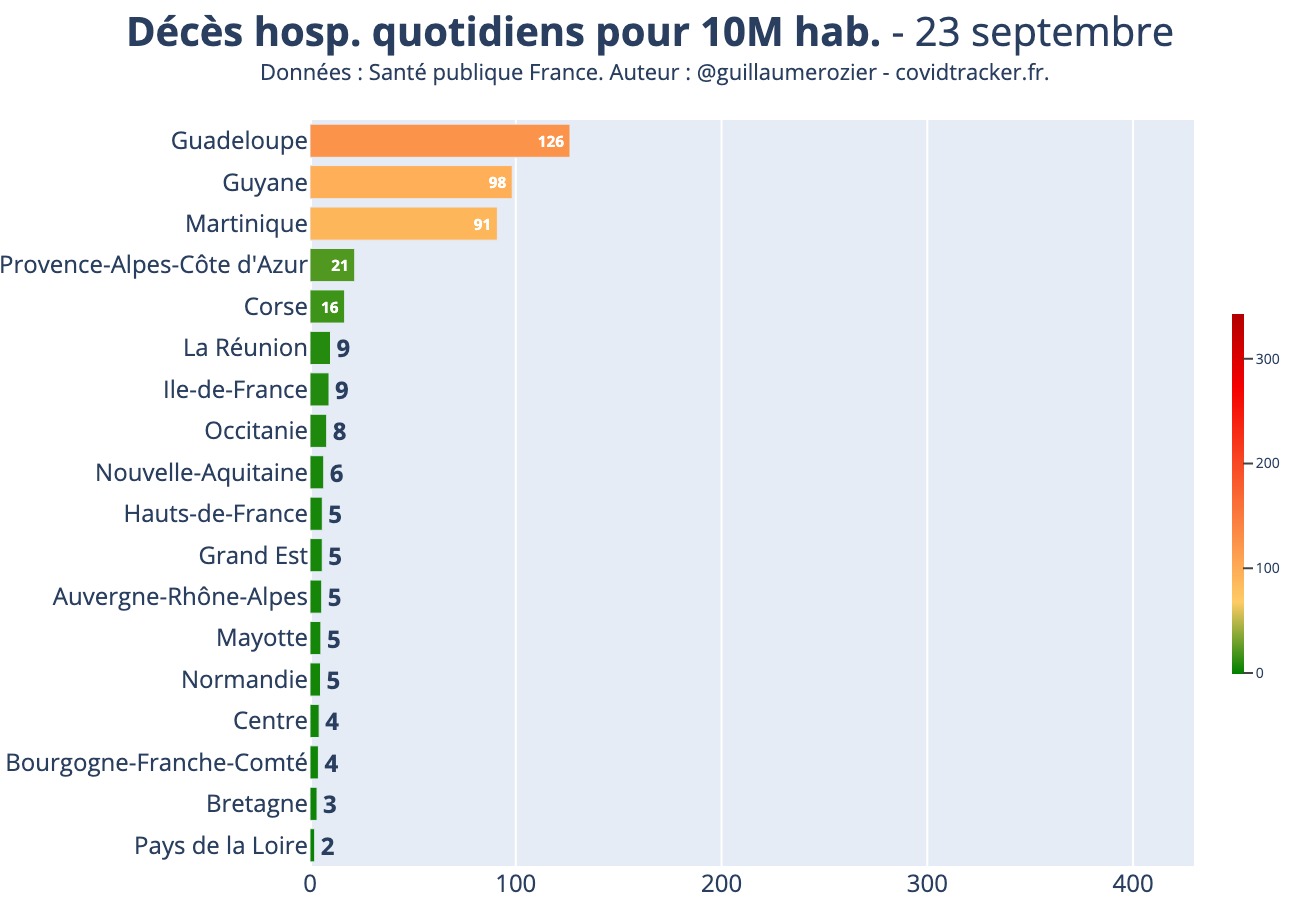 Décès hosp. quotidiens pour 10M hab. - 23 septembre
Données : Santé publique France. Auteur : @guillaumerozier - covidtracker.fr.
Guadeloupe 126
Guyane 98
Martinique 91
Provence-Alpes-Côte d'Azur 21
Corse 16
La Réunion 9
Ile-de-France 9
Occitanie 8
Nouvelle-Aquitaine 6
Hauts-de-France 5
Grand Est 5
Auvergne-Rhône-Alpes 5
Mayotte 5
Normandie 5
Centre 4
Bourgogne-Franche-Comté 4
Bretagne 3
Pays de la Loire 2
0 100 200 300 400
300
200
100
0